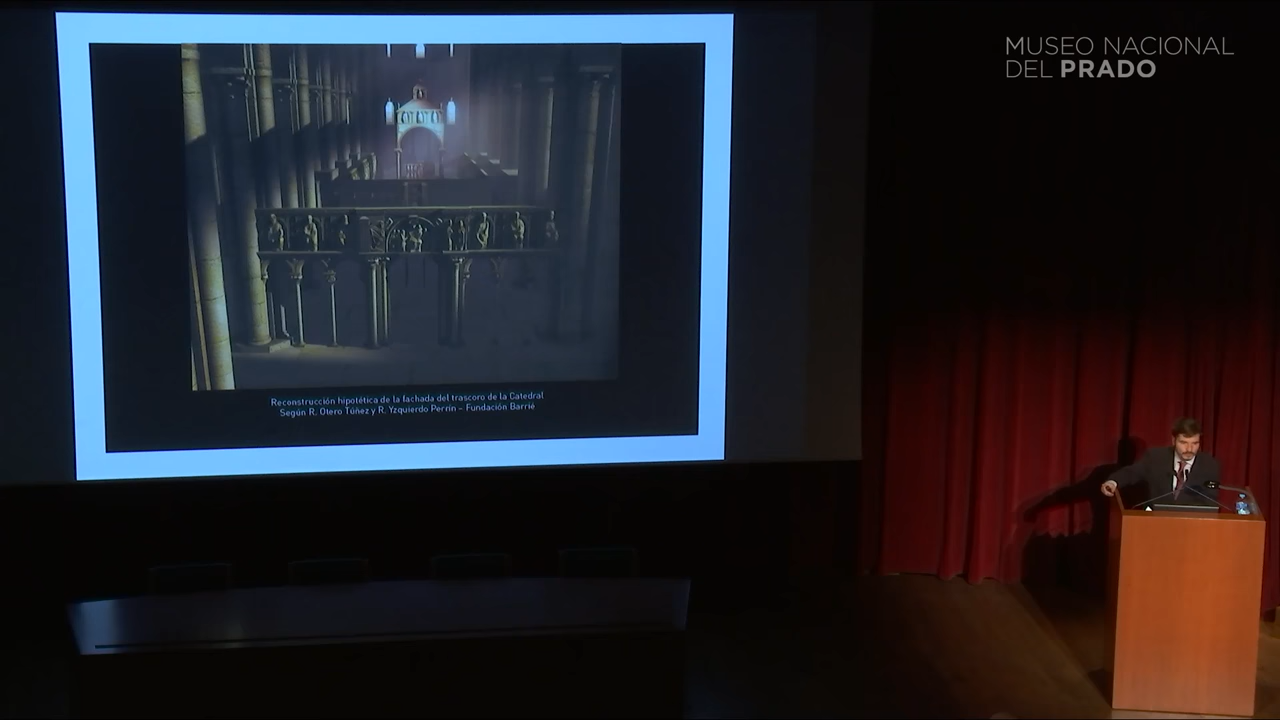 MUSEO NACIONAL
DEL PRADO
Reconstrucción hipotética de la fachada del trascoro de la Catedral
Según R. Otero Túñez y R. Yzquierdo Perrín – Fundación Barrié